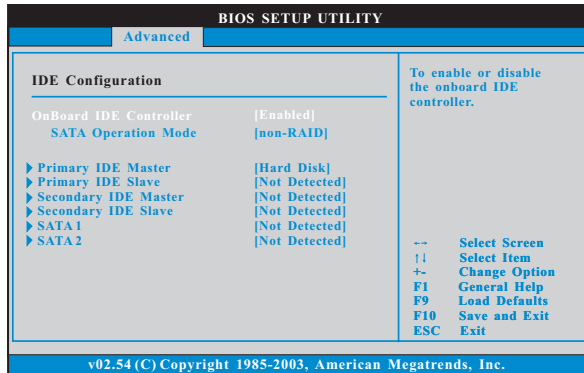 BIOS SETUP UTILITY
Advanced
IDE Configuration
OnBoard IDE Controller [Enabled]
SATA Operation Mode [non-RAID]
Primary IDE Master [Hard Disk]
Primary IDE Slave [Not Detected]
Secondary IDE Master [Not Detected]
Secondary IDE Slave [Not Detected]
SATA1 [Not Detected]
SATA2 [Not Detected]
To enable or disable
the onboard IDE
controller.
←→ Select Screen
↑↓ Select Item
+- Change Option
F1 General Help
F9 Load Defaults
F10 Save and Exit
ESC Exit
v02.54 (C) Copyright 1985-2003, American Megatrends, Inc.